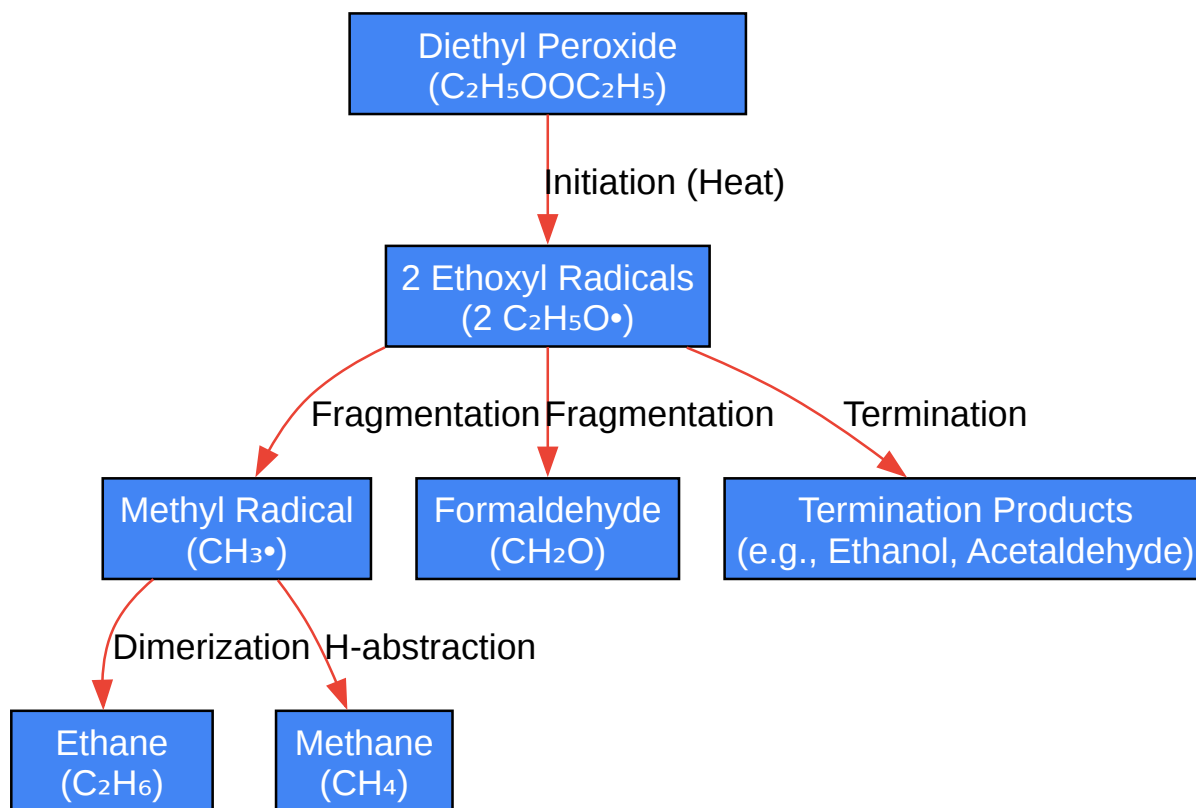 Diethyl Peroxide
(C₂H₅OOC₂H₅)
Initiation (Heat)
2 Ethoxyl Radicals
(2 C₂H₅O•)
Fragmentation
Fragmentation
Termination
Methyl Radical
(CH₃•)
Formaldehyde
(CH₂O)
Termination Products
(e.g., Ethanol, Acetaldehyde)
Dimerization
H-abstraction
Ethane
(C₂H₆)
Methane
(CH₄)